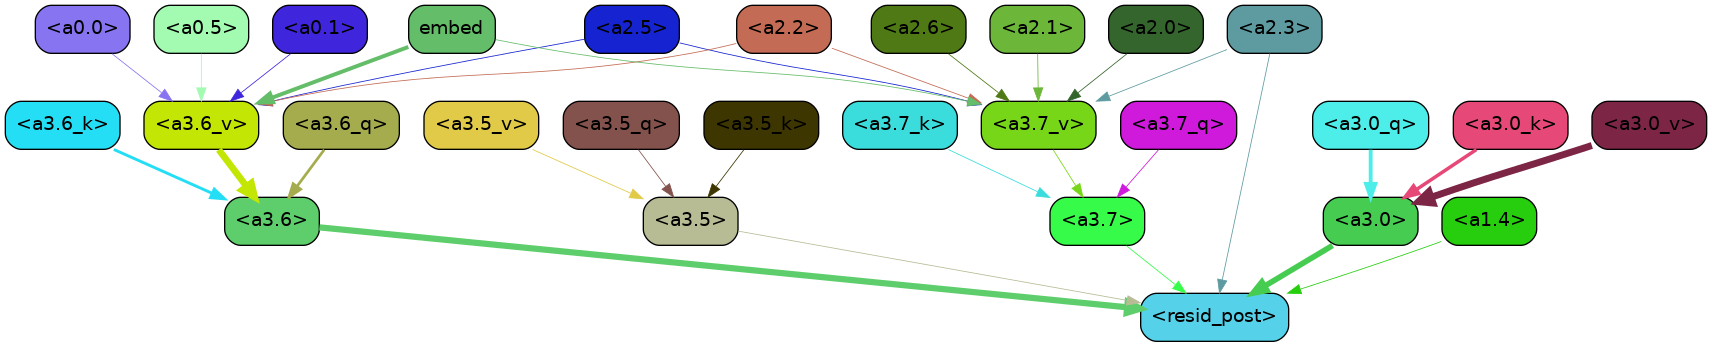 <a0.0> <a0.5> <a0.1> embed <a2.5> <a2.2> <a2.6> <a2.1> <a2.0> <a2.3>
<a3.6_k> <a3.6_v> <a3.6_q> <a3.5_v> <a3.5_q> <a3.5_k> <a3.7_k> <a3.7_v> <a3.7_q> <a3.0_q> <a3.0_k> <a3.0_v>
<a3.6> <a3.5> <a3.7> <a3.0> <a1.4>
<resid_post>